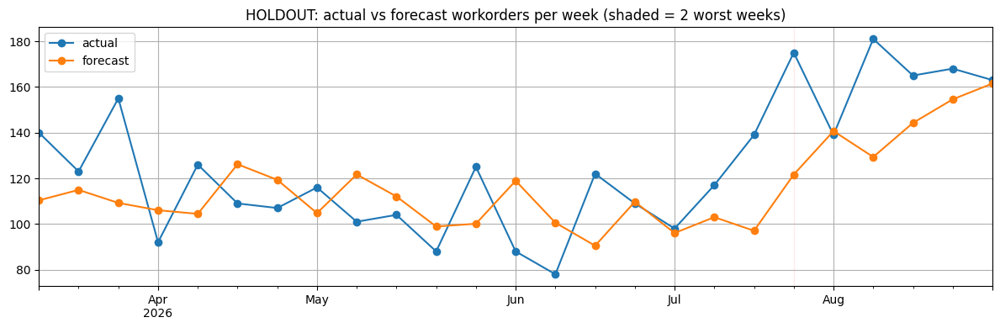 HOLDOUT: actual vs forecast workorders per week (shaded = 2 worst weeks)
actual
forecast
180
160
140
120
100
80
Apr
2026
May
Jun
Jul
Aug